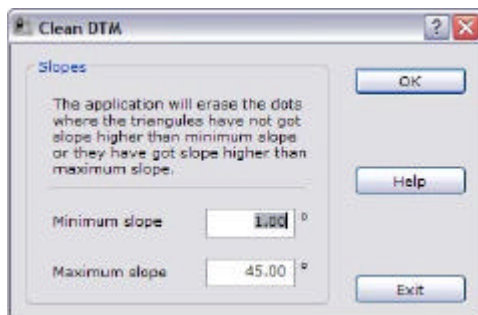 Clean DTM
Slopes
The application will erase the dots
where the triangules have not got
slope higher than minimum slope
or they have got slope higher than
maximum slope.
Minimum slope 1.00 °
Maximum slope 45.00 °
OK
Help
Exit